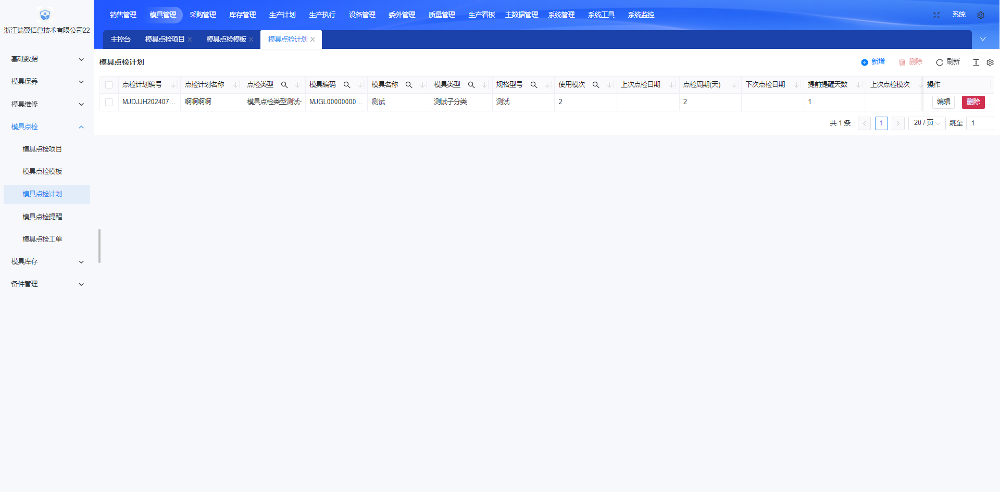 浙江瑞翼信息技术有限公司22
销售管理 模具管理 采购管理 库存管理 生产计划 生产执行 设备管理 委外管理 质量管理 生产看板 主数据管理 系统管理 系统工具 系统监控 系统
主控台 模具点检项目 模具点检模板 模具点检计划
基础数据
模具保养
模具维修
模具点检
模具点检项目
模具点检模板
模具点检计划
模具点检提醒
模具点检工单
模具库存
备件管理
模具点检计划 新增 删除 刷新
点检计划编号 点检计划名称 点检类型 模具编码 模具名称 模具类型 规格型号 使用模次 上次点检日期 点检周期(天) 下次点检日期 提前提醒天数 上次点检模次 操作
MJDJJH202407... 啊啊啊啊 模具点检类型测试- MJGL00000000... 测试 测试子分类 测试 2 2 1 编辑 删除
共 1 条 1 20 / 页 跳至 1